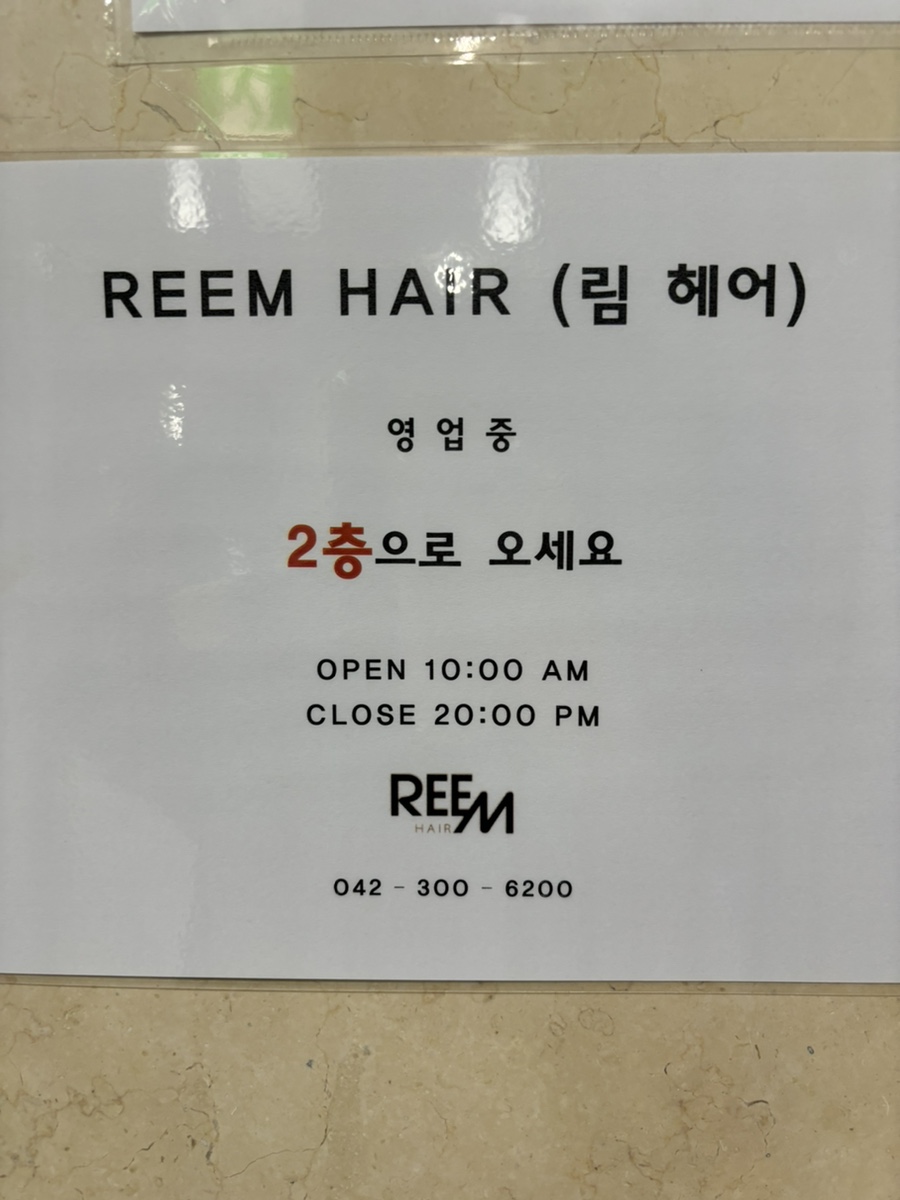 REEM HAIR (림 헤어)
영 업 중
2층으로 오세요
OPEN 10:00 AM
CLOSE 20:00 PM
REEM
HAIR
042 - 300 - 6200